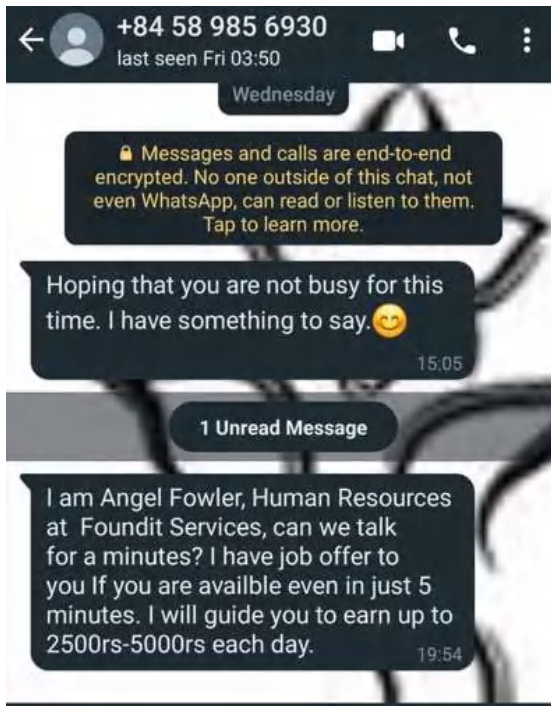 +84 58 985 6930
last seen Fri 03:50
Wednesday
Messages and calls are end-to-end
encrypted. No one outside of this chat, not
even WhatsApp, can read or listen to them.
Tap to learn more.
Hoping that you are not busy for this
time. I have something to say.😊
15:05
1 Unread Message
I am Angel Fowler, Human Resources
at Foundit Services, can we talk
for a minutes? I have job offer to
you If you are availble even in just 5
minutes. I will guide you to earn up to
2500rs-5000rs each day.
19:54